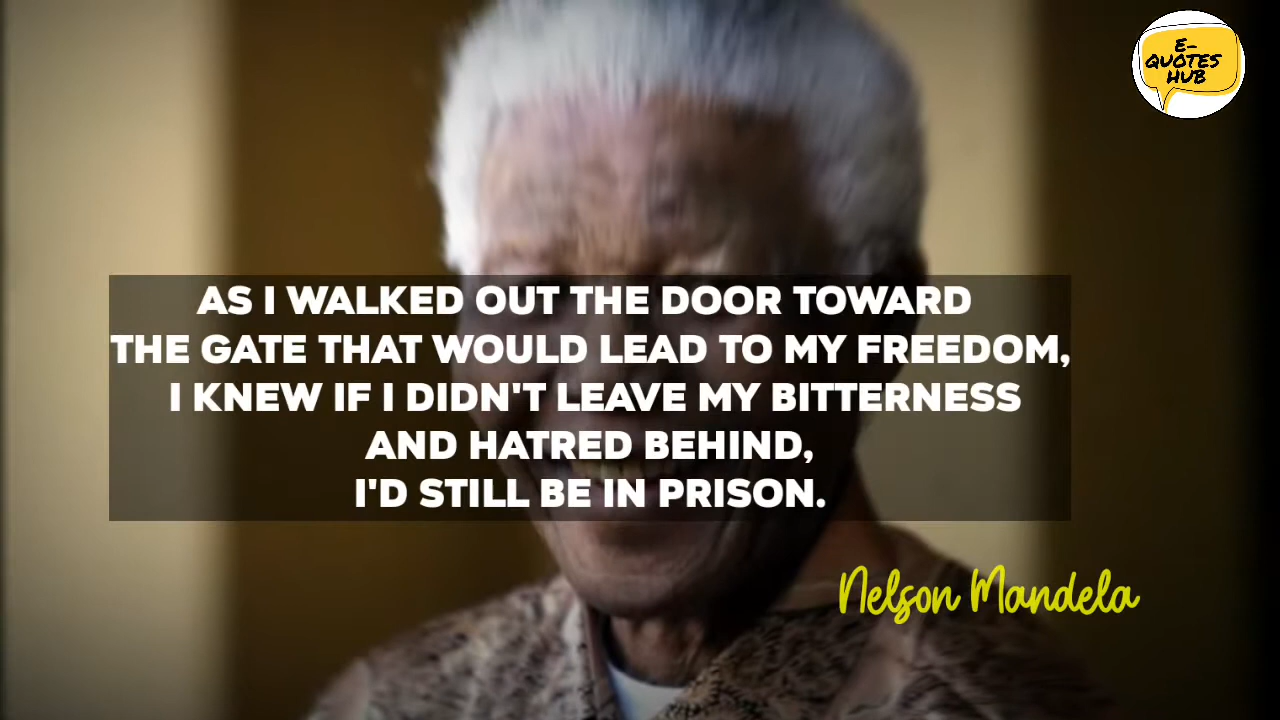 E-
QUOTES
HUB
AS I WALKED OUT THE DOOR TOWARD
THE GATE THAT WOULD LEAD TO MY FREEDOM,
I KNEW IF I DIDN'T LEAVE MY BITTERNESS
AND HATRED BEHIND,
I'D STILL BE IN PRISON.
Nelson Mandela